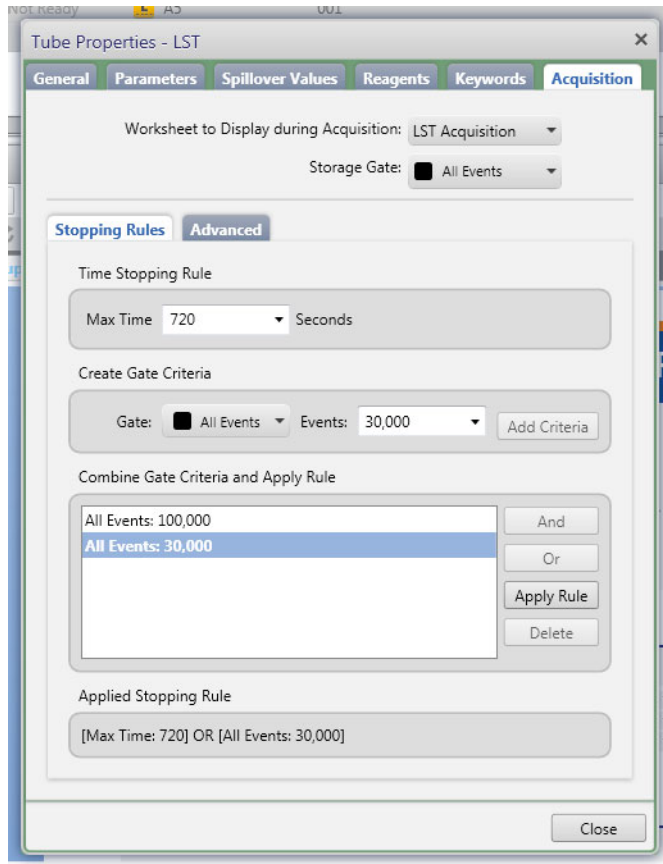 Not Ready L A5 001
Tube Properties - LST
General Parameters Spillover Values Reagents Keywords Acquisition
Worksheet to Display during Acquisition: LST Acquisition
Storage Gate: All Events
Stopping Rules Advanced
Time Stopping Rule
Max Time 720 Seconds
Create Gate Criteria
Gate: All Events Events: 30,000 Add Criteria
Combine Gate Criteria and Apply Rule
All Events: 100,000 And
All Events: 30,000
Or
Apply Rule
Delete
Applied Stopping Rule
[Max Time: 720] OR [All Events: 30,000]
Close